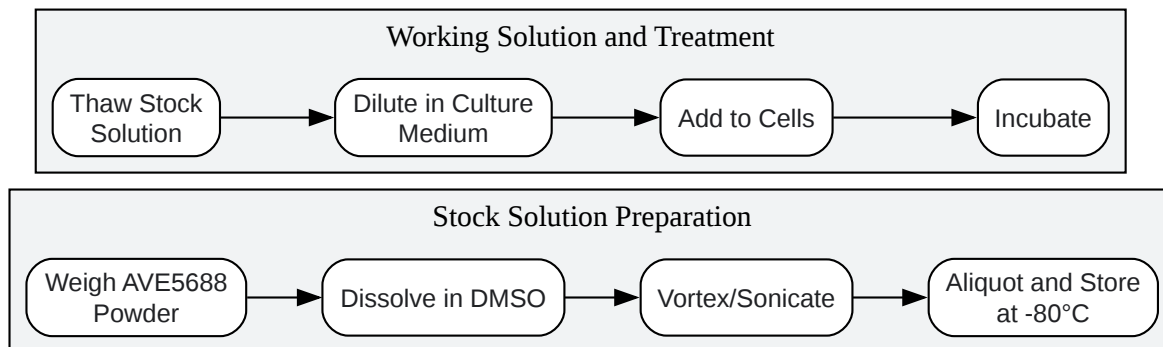 Working Solution and Treatment
Thaw Stock
Solution
Dilute in Culture
Medium
Add to Cells
Incubate
Stock Solution Preparation
Weigh AVE5688
Powder
Dissolve in DMSO
Vortex/Sonicate
Aliquot and Store
at -80°C